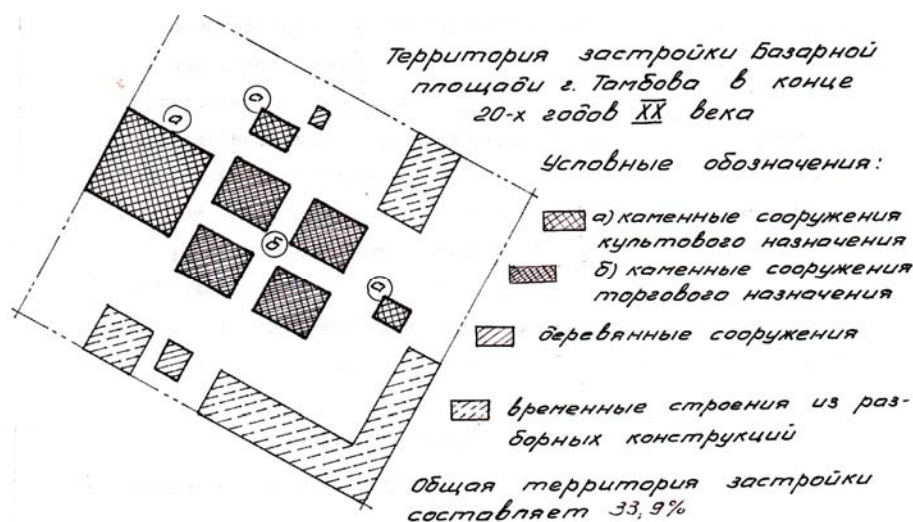 Территория застройки Базарной
площади г. Тамбова в конце
20-х годов XX века
Условные обозначения:
а) каменные сооружения
культового назначения
б) каменные сооружения
торгового назначения
деревянные сооружения
временные строения из раз-
борных конструкций
Общая территория застройки
составляет 33,9%
а
а
б
а